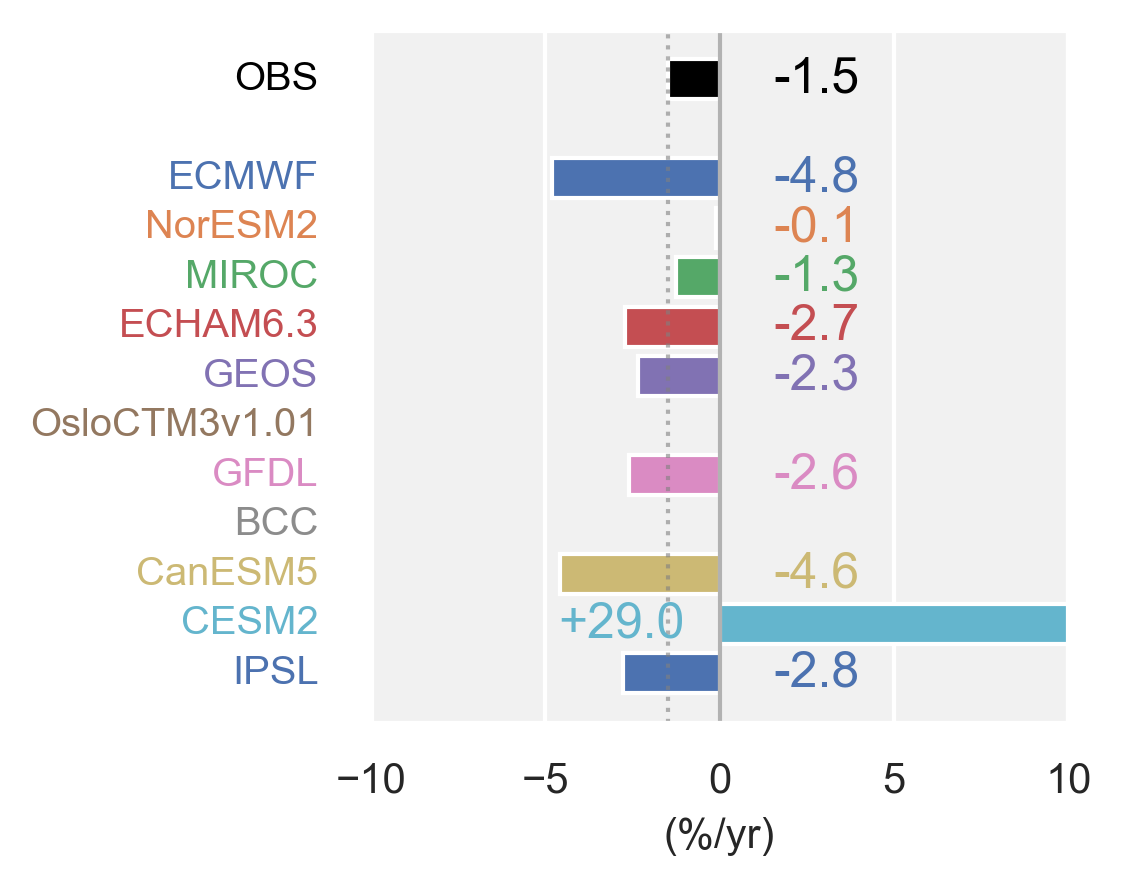 OBS -1.5
ECMWF -4.8
NorESM2 -0.1
MIROC -1.3
ECHAM6.3 -2.7
GEOS -2.3
OsloCTM3v1.01
GFDL -2.6
BCC
CanESM5 -4.6
CESM2 +29.0
IPSL -2.8
−10 −5 0 5 10
(%/yr)